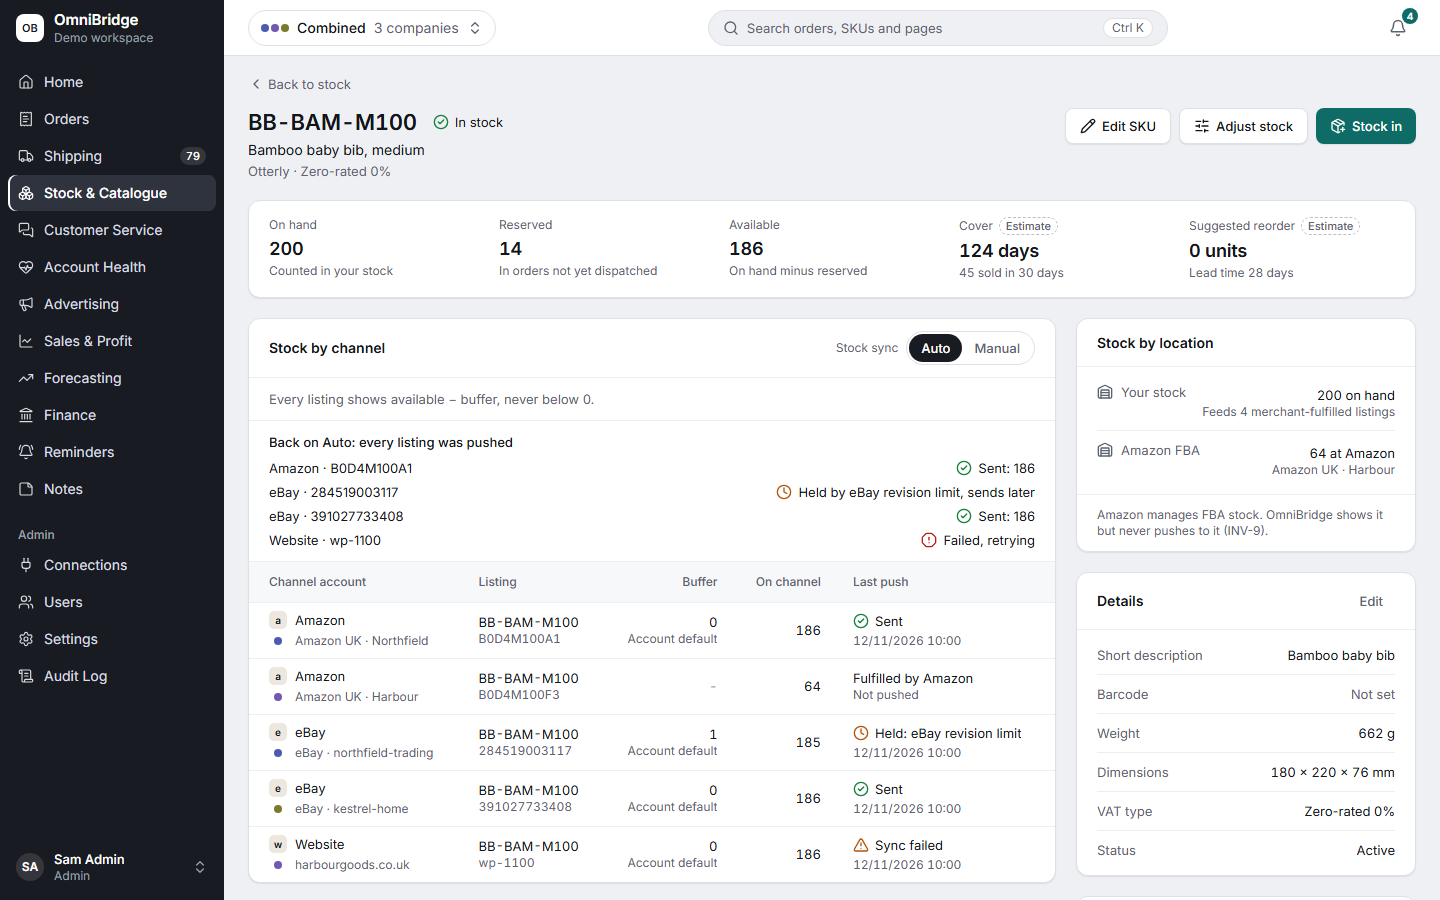 OB
OmniBridge
Demo workspace
Home
Orders
Shipping
79
Stock & Catalogue
Customer Service
Account Health
Advertising
Sales & Profit
Forecasting
Finance
Reminders
Notes
Admin
Connections
Users
Settings
Audit Log
SA
Sam Admin
Admin
Combined 3 companies
Search orders, SKUs and pages
Ctrl K
4
Back to stock
BB-BAM-M100
In stock
Bamboo baby bib, medium
Otterly · Zero-rated 0%
Edit SKU
Adjust stock
Stock in
On hand
200
Counted in your stock
Reserved
14
In orders not yet dispatched
Available
186
On hand minus reserved
Cover Estimate
124 days
45 sold in 30 days
Suggested reorder Estimate
0 units
Lead time 28 days
Stock by channel
Stock sync
Auto
Manual
Every listing shows available – buffer, never below 0.
Back on Auto: every listing was pushed
Amazon · B0D4M100A1
Sent: 186
eBay · 284519003117
Held by eBay revision limit, sends later
eBay · 391027733408
Sent: 186
Website · wp-1100
Failed, retrying
Channel account Listing Buffer On channel Last push
a Amazon
Amazon UK · Northfield
BB-BAM-M100
B0D4M100A1
0
Account default
186
Sent
12/11/2026 10:00
a Amazon
Amazon UK · Harbour
BB-BAM-M100
B0D4M100F3
-
64
Fulfilled by Amazon
Not pushed
e eBay
eBay · northfield-trading
BB-BAM-M100
284519003117
1
Account default
185
Held: eBay revision limit
12/11/2026 10:00
e eBay
eBay · kestrel-home
BB-BAM-M100
391027733408
0
Account default
186
Sent
12/11/2026 10:00
w Website
harbourgoods.co.uk
BB-BAM-M100
wp-1100
0
Account default
186
Sync failed
12/11/2026 10:00
Stock by location
Your stock
200 on hand
Feeds 4 merchant-fulfilled listings
Amazon FBA
64 at Amazon
Amazon UK · Harbour
Amazon manages FBA stock. OmniBridge shows it
but never pushes to it (INV-9).
Details
Edit
Short description Bamboo baby bib
Barcode Not set
Weight 662 g
Dimensions 180 × 220 × 76 mm
VAT type Zero-rated 0%
Status Active